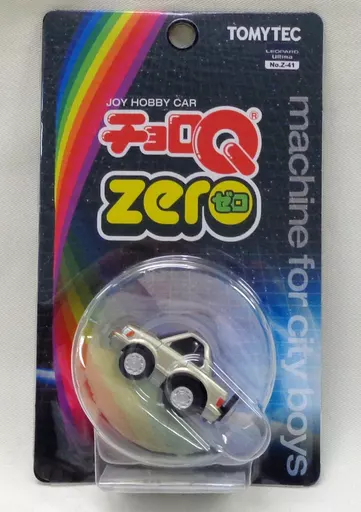 TOMYTEC
LEOPARD
Ultima
No.Z-41
JOY HOBBY CAR
チョロQ®
zero
ゼロ
machine for city boys